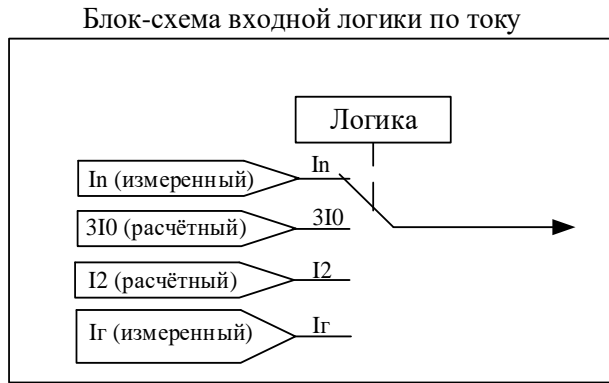 Блок-схема входной логики по току
Логика
In (измеренный)
In
3I0 (расчётный)
3I0
I2 (расчётный)
I2
Iг (измеренный)
Iг